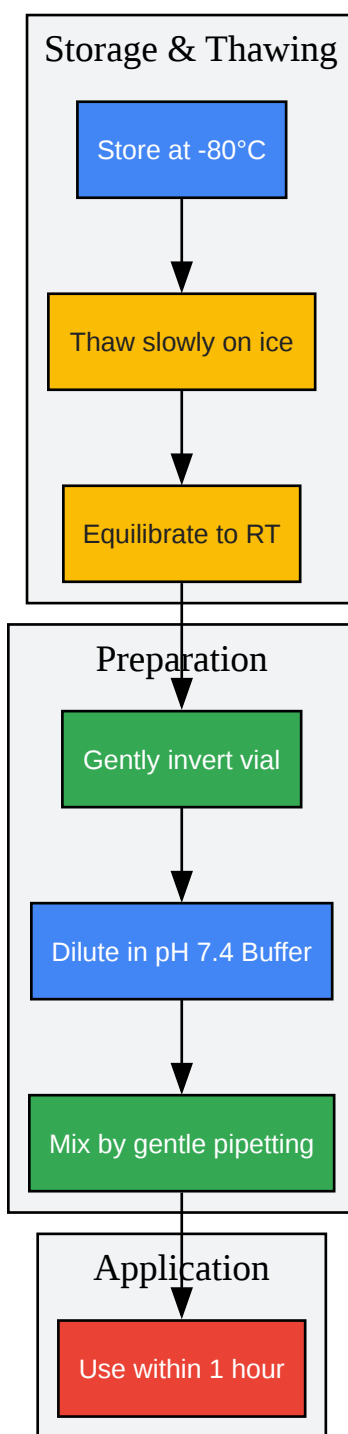 Storage & Thawing
Store at -80°C
Thaw slowly on ice
Equilibrate to RT
Preparation
Gently invert vial
Dilute in pH 7.4 Buffer
Mix by gentle pipetting
Application
Use within 1 hour